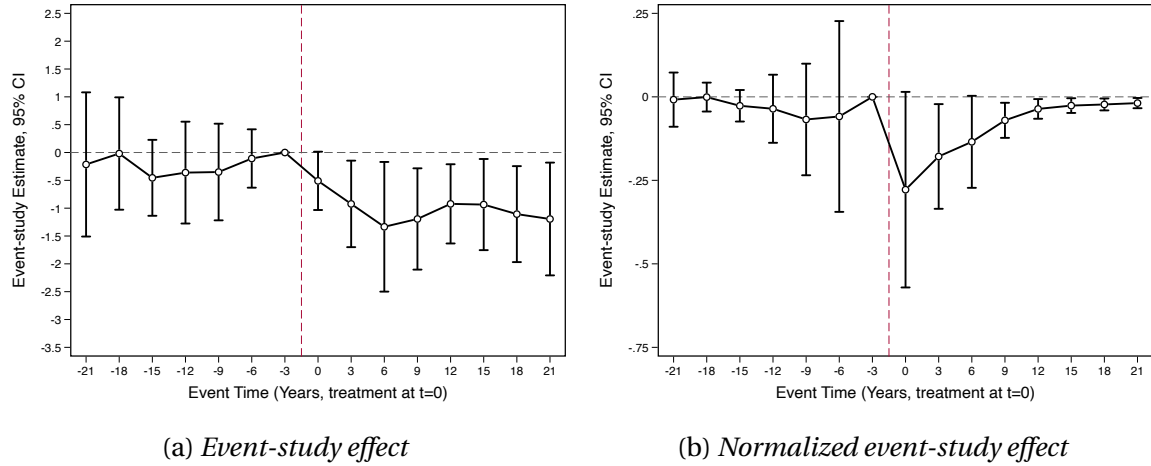 2.5
2
1.5
1
.5
0
-.5
-1
-1.5
-2
-2.5
-3
-3.5
Event-study Estimate, 95% CI
-21 -18 -15 -12 -9 -6 -3 0 3 6 9 12 15 18 21
Event Time (Years, treatment at t=0)
(a) Event-study effect
.25
0
-.25
-.5
-.75
Event-study Estimate, 95% CI
-21 -18 -15 -12 -9 -6 -3 0 3 6 9 12 15 18 21
Event Time (Years, treatment at t=0)
(b) Normalized event-study effect